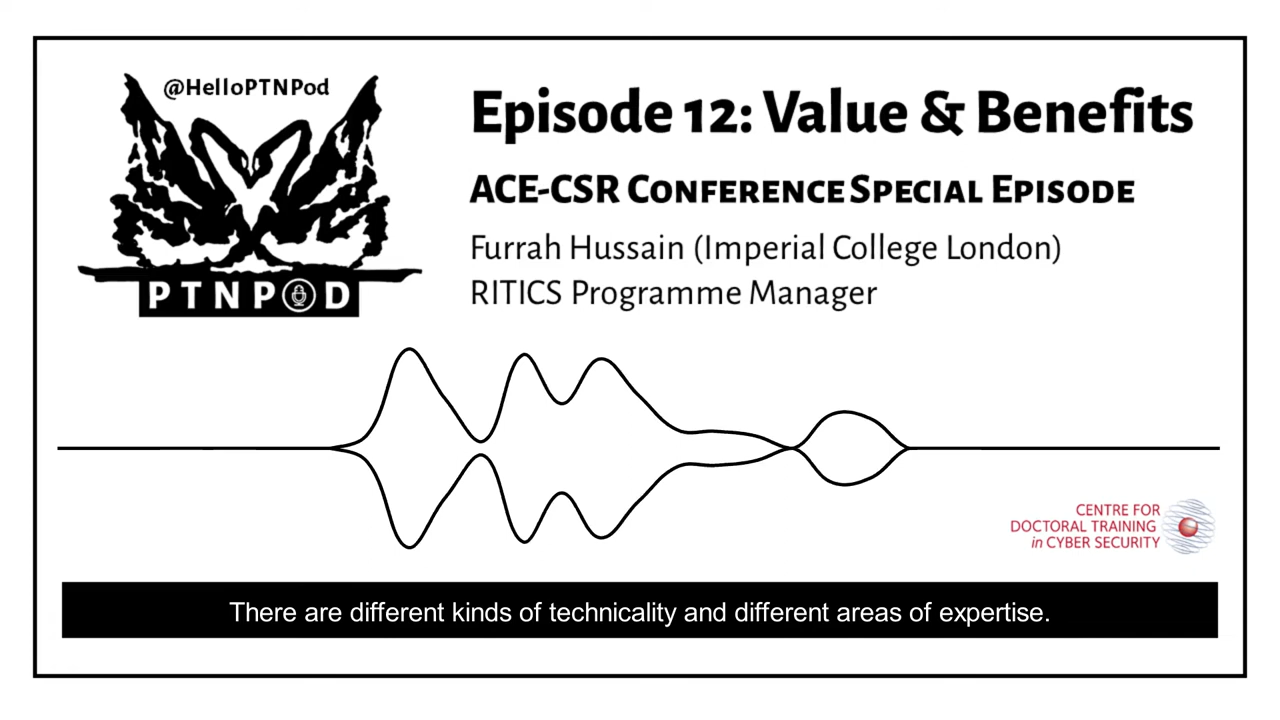 @HelloPTNPod
PTNPOD
Episode 12: Value & Benefits
ACE-CSR CONFERENCE SPECIAL EPISODE
Furrah Hussain (Imperial College London)
RITICS Programme Manager
CENTRE FOR
DOCTORAL TRAINING
in CYBER SECURITY
There are different kinds of technicality and different areas of expertise.